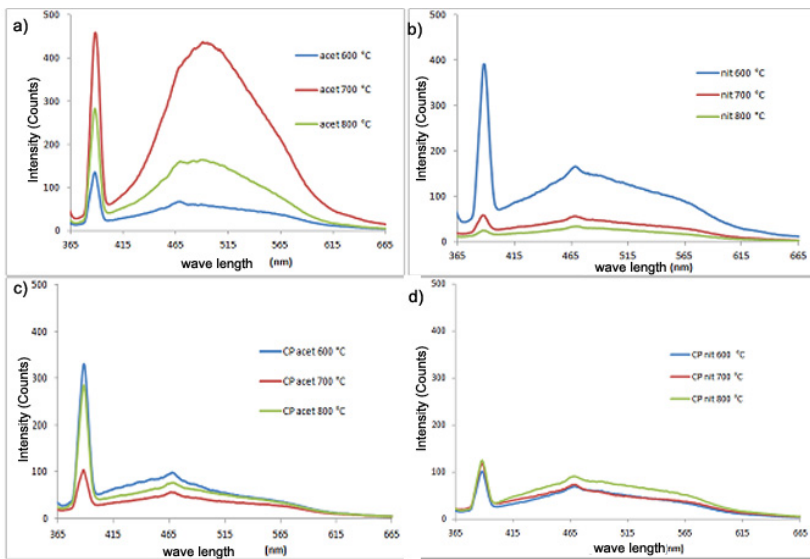 a)
500
400
300
200
100
0
Intensity (Counts)
acet 600 °C
acet 700 °C
acet 800 °C
365 415 465 515 565 615 665
wave length (nm)
b)
500
400
300
200
100
0
Intensity (Counts)
nit 600 °C
nit 700 °C
nit 800 °C
365 415 465 515 565 615 665
wave length (nm)
c)
500
400
300
200
100
0
Intensity (Counts)
CP acet 600 °C
CP acet 700 °C
CP acet 800 °C
365 415 465 515 565 615 665
wave length (nm)
d)
500
400
300
200
100
0
Intensity (Counts)
CP nit 600 °C
CP nit 700 °C
CP nit 800 °C
365 415 465 515 565 615 665
wave length (nm)